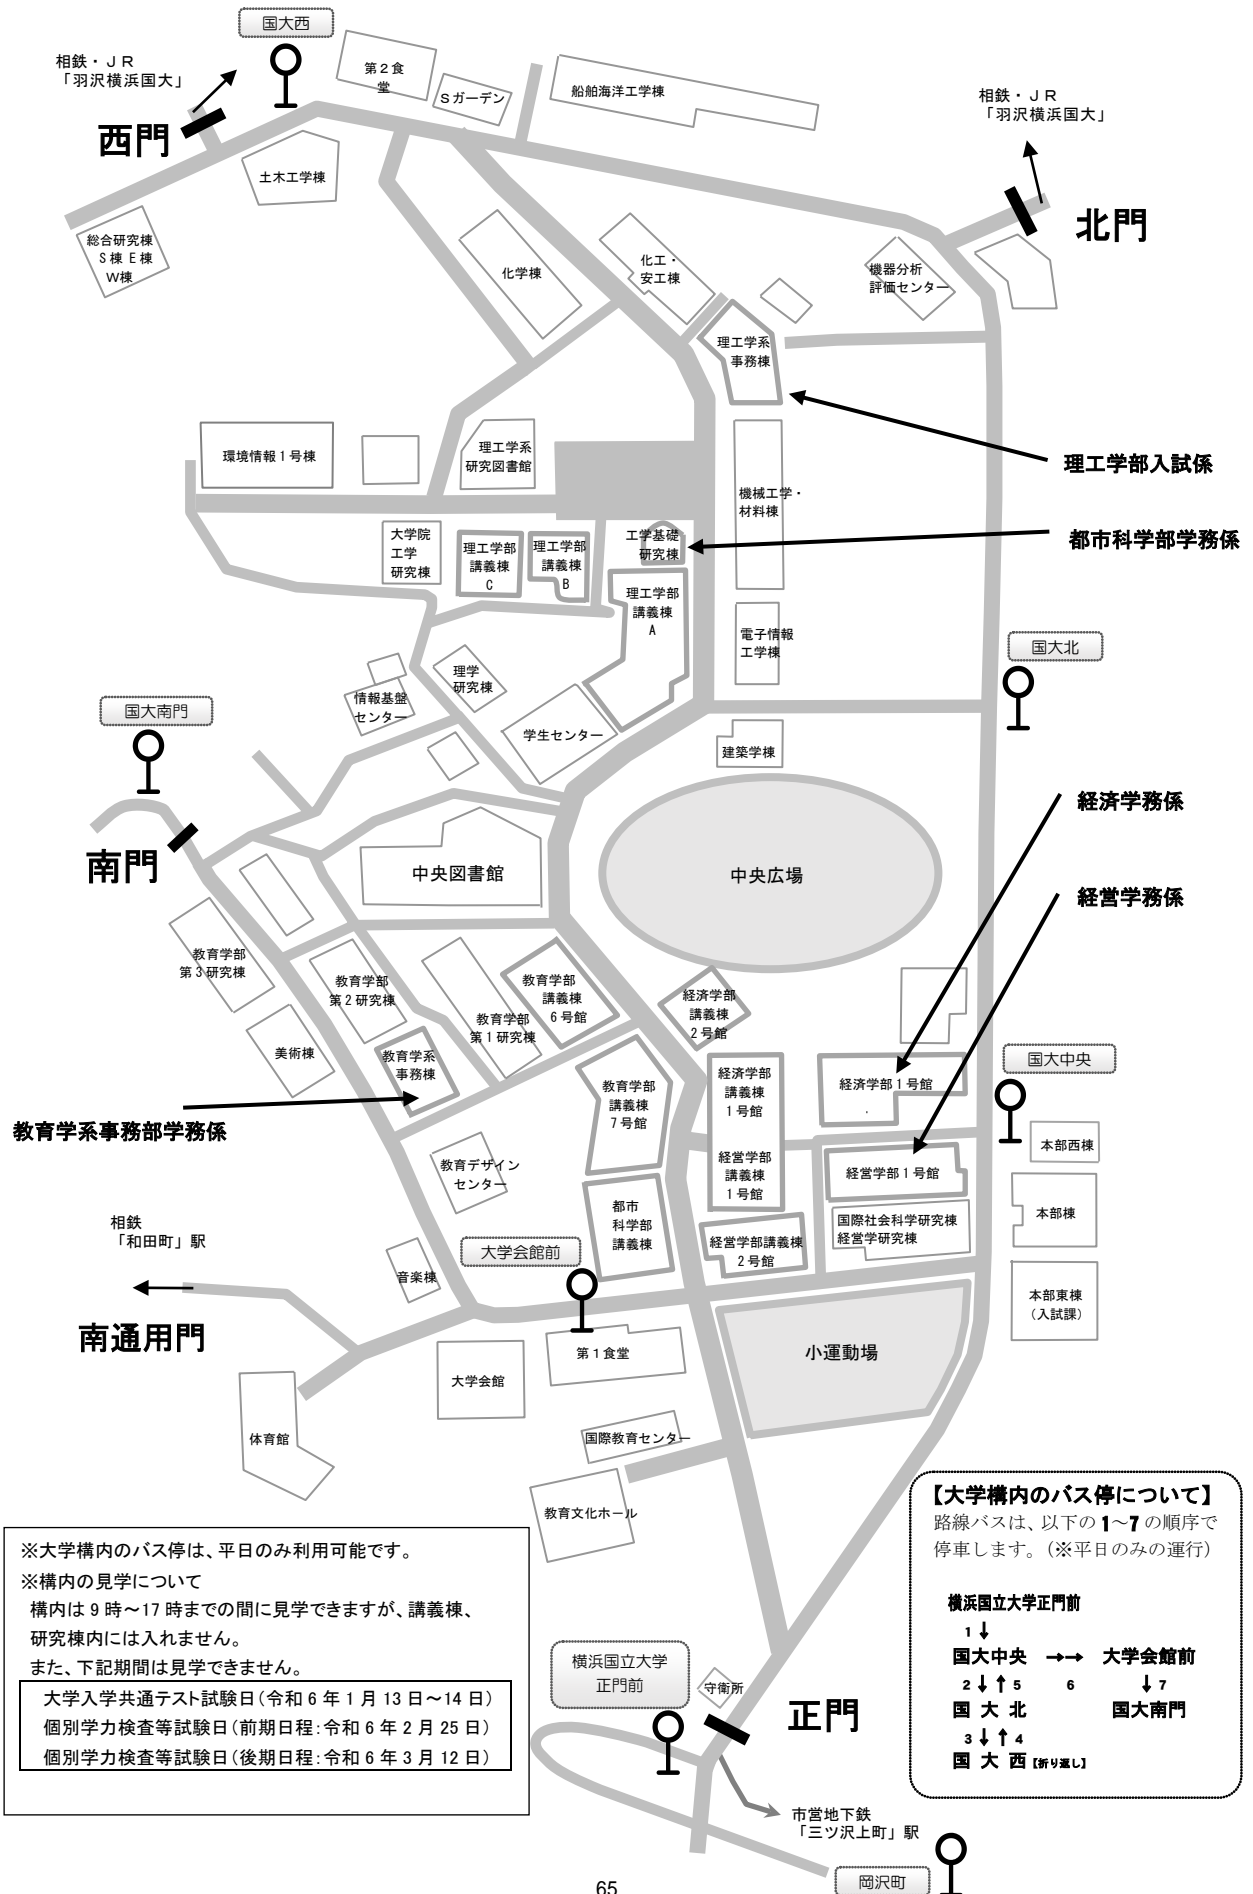 国大西
相鉄・ＪＲ
「羽沢横浜国大」
西門
第２食
堂
Ｓガーデン
船舶海洋工学棟
相鉄・ＪＲ
「羽沢横浜国大」
北門
土木工学棟
総合研究棟
Ｓ棟 Ｅ棟
Ｗ棟
化学棟
化工・
安工棟
機器分析
評価センター
理工学系
事務棟
理工学部入試係
環境情報１号棟
理工学系
研究図書館
機械工学・
材料棟
大学院
工学
研究棟
理工学部
講義棟
Ｃ
理工学部
講義棟
Ｂ
工学基礎
研究棟
都市科学部学務係
理工学部
講義棟
Ａ
電子情報
工学棟
国大北
理学
研究棟
情報基盤
センター
国大南門
学生センター
建築学棟
経済学務係
南門
中央図書館
中央広場
経営学務係
教育学部
第３研究棟
教育学部
第２研究棟
教育学部
第１研究棟
教育学部
講義棟
６号館
経済学部
講義棟
２号館
美術棟
教育学系
事務棟
教育学系事務部学務係
教育学部
講義棟
７号館
経済学部
講義棟
１号館
経済学部１号館
国大中央
本部西棟
教育デザイン
センター
経営学部
講義棟
１号館
経営学部１号館
都市
科学部
講義棟
国際社会科学研究棟
経営学研究棟
本部棟
相鉄
「和田町」駅
大学会館前
経営学部講義棟
２号館
音楽棟
本部東棟
（入試課）
南通用門
第１食堂
小運動場
大学会館
体育館
国際教育センター
教育文化ホール
【大学構内のバス停について】
路線バスは、以下の 1～7 の順序で
停車します。（※平日のみの運行）
横浜国立大学正門前
1 ↓
国大中央 →→ 大学会館前
2 ↓ ↑ 5 6 ↓ 7
国 大 北 国大南門
3 ↓ ↑ 4
国 大 西【折り返し】
※大学構内のバス停は、平日のみ利用可能です。
※構内の見学について
構内は 9 時～17 時までの間に見学できますが、講義棟、
研究棟内には入れません。
また、下記期間は見学できません。
大学入学共通テスト試験日（令和 6 年 1 月 13 日～14 日）
個別学力検査等試験日（前期日程：令和 6 年 2 月 25 日）
個別学力検査等試験日（後期日程：令和 6 年 3 月 12 日）
横浜国立大学
正門前
守衛所
正門
市営地下鉄
「三ツ沢上町」駅
岡沢町
65